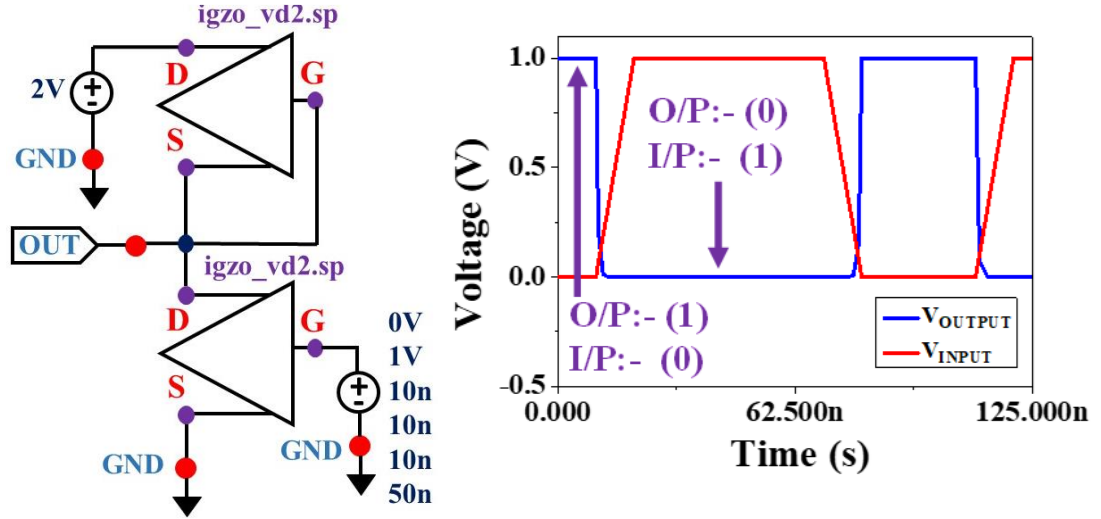 igzo_vd2.sp
D
G
2V
S
GND
OUT
igzo_vd2.sp
D
G
S
GND
GND
0V
1V
10n
10n
10n
50n
Voltage (V)
1.0
0.5
0.0
-0.5
O/P:- (0)
I/P:- (1)
O/P:- (1)
I/P:- (0)
VOUTPUT
VINPUT
0.000
62.500n
125.000n
Time (s)